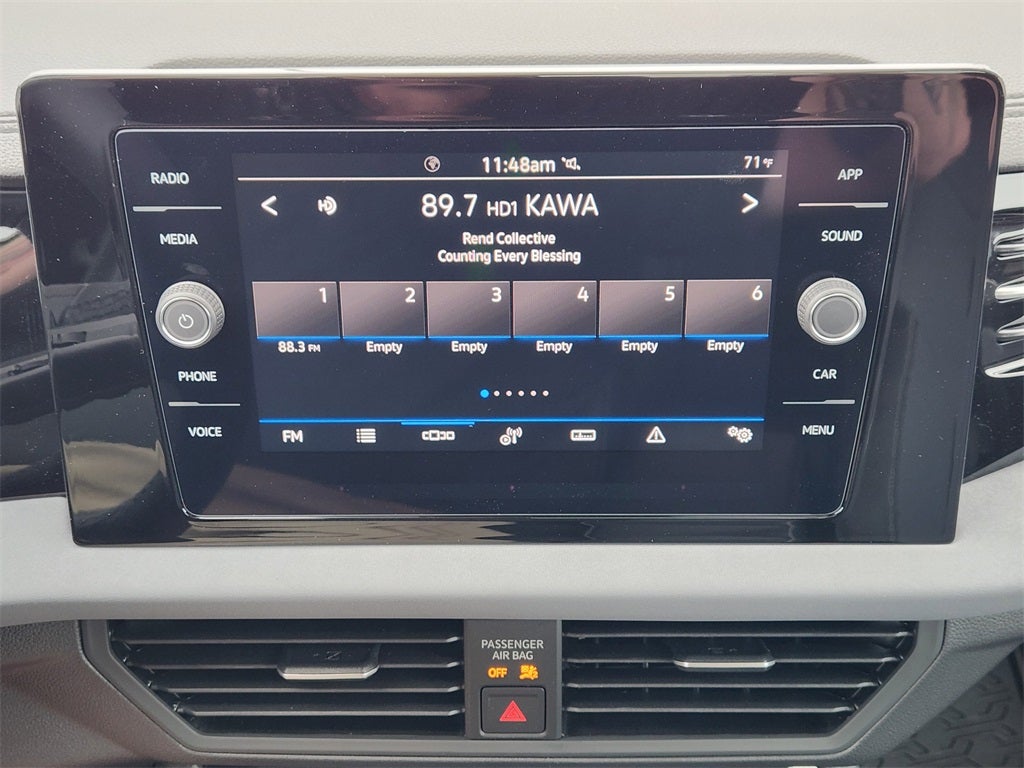 11:48am
71°F
RADIO
APP
< HD 89.7 HD1 KAWA >
MEDIA
SOUND
Rend Collective
Counting Every Blessing
1 2 3 4 5 6
88.3 FM Empty Empty Empty Empty Empty
PHONE
CAR
VOICE
FM
MENU
PASSENGER
AIR BAG
OFF